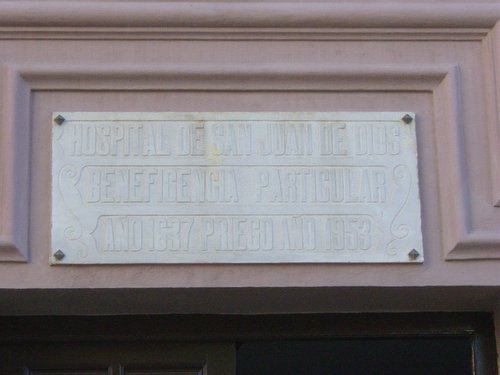 HOSPITAL DE SAN JUAN DE DIOS
BENEFICENCIA PARTICULAR
AÑO 1637 PRIEGO AÑO 1953